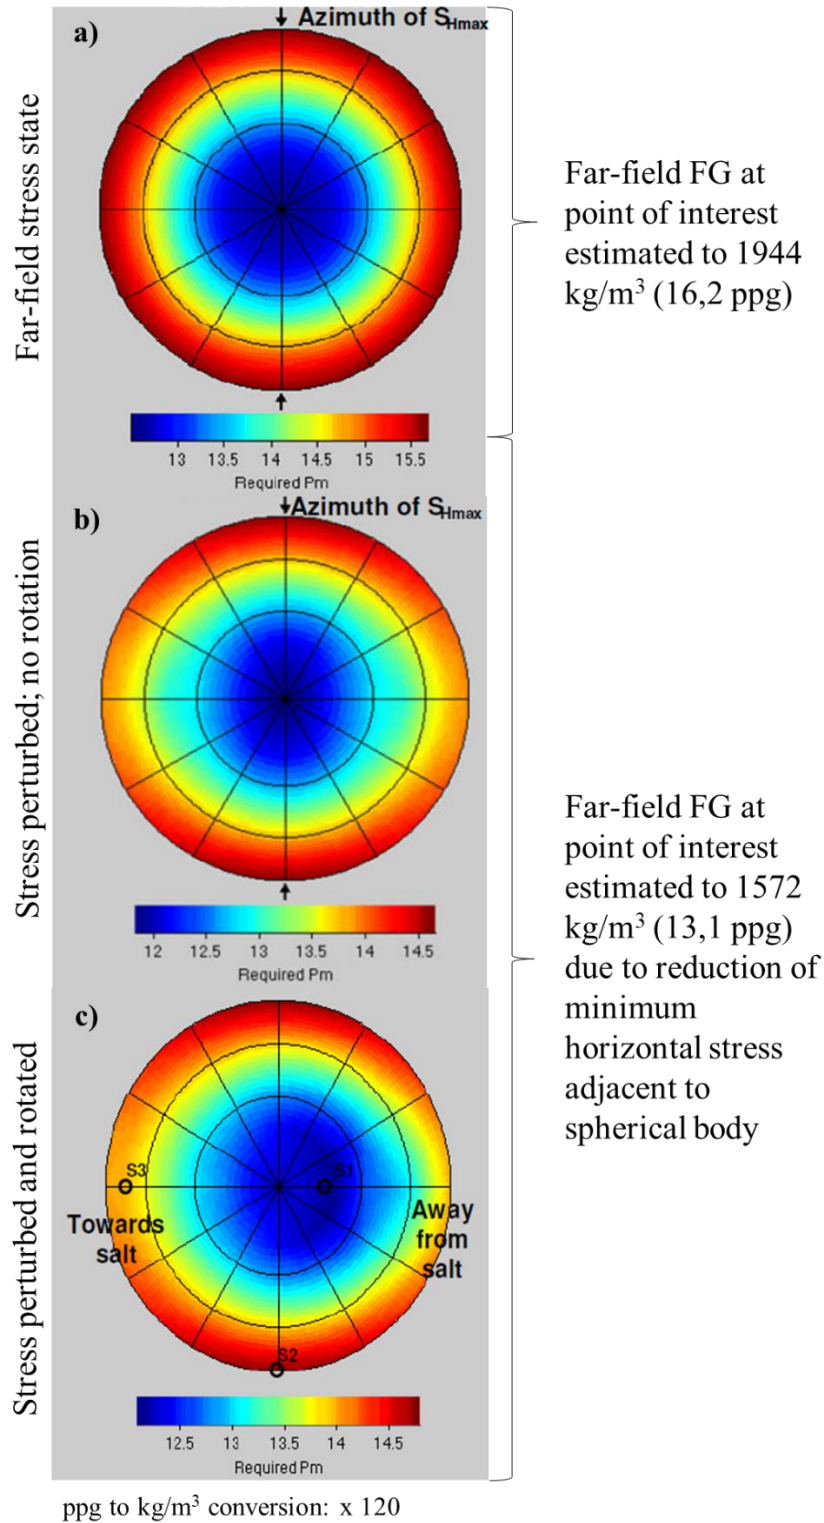 a)
Azimuth of S_Hmax
Far-field stress state
13 13.5 14 14.5 15 15.5
Required Pm
Far-field FG at
point of interest
estimated to 1944
kg/m³ (16,2 ppg)
b)
Azimuth of S_Hmax
Stress perturbed; no rotation
12 12.5 13 13.5 14 14.5
Required Pm
c)
Stress perturbed and rotated
S3
S1
Towards
salt
Away
from
salt
S2
12.5 13 13.5 14 14.5
Required Pm
Far-field FG at
point of interest
estimated to 1572
kg/m³ (13,1 ppg)
due to reduction of
minimum
horizontal stress
adjacent to
spherical body
ppg to kg/m³ conversion: x 120